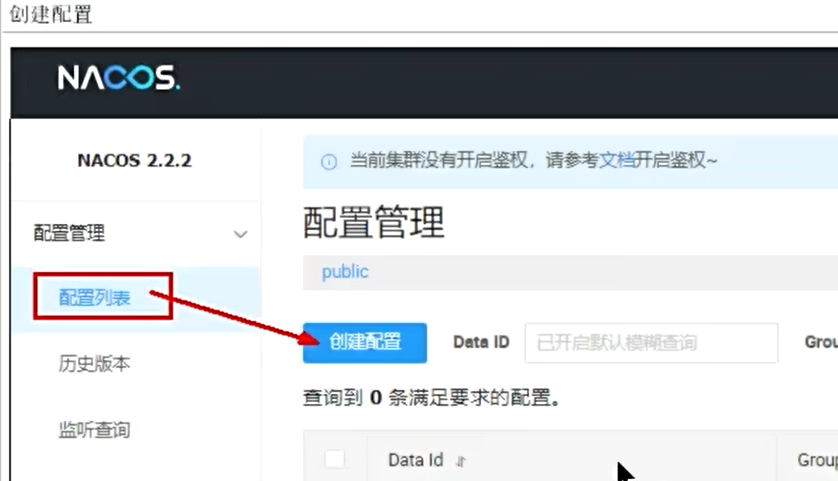 创建配置
NACOS.
NACOS 2.2.2
当前集群没有开启鉴权，请参考文档开启鉴权~
配置管理
配置管理
public
配置列表
创建配置 Data ID 已开启默认模糊查询 Grou
历史版本
查询到 0 条满足要求的配置。
监听查询
Data Id Group